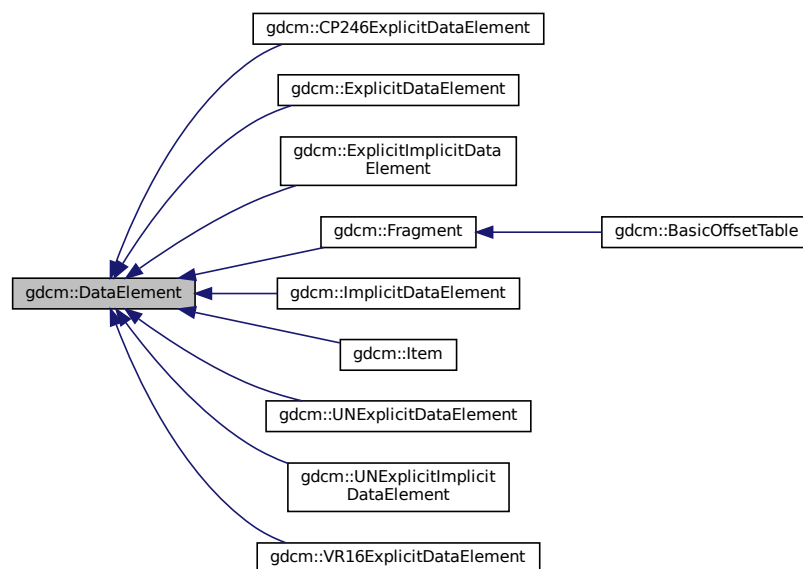 gdcm::CP246ExplicitDataElement
gdcm::ExplicitDataElement
gdcm::ExplicitImplicitData
Element
gdcm::Fragment
gdcm::BasicOffsetTable
gdcm::DataElement
gdcm::ImplicitDataElement
gdcm::Item
gdcm::UNExplicitDataElement
gdcm::UNExplicitImplicit
DataElement
gdcm::VR16ExplicitDataElement